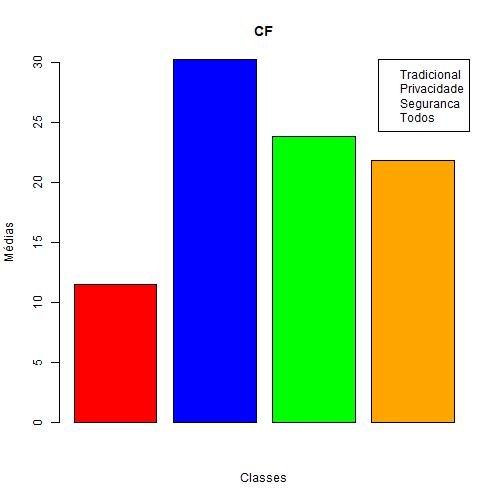 CF
Tradicional
Privacidade
Seguranca
Todos
30
25
20
15
10
5
0
Médias
Classes